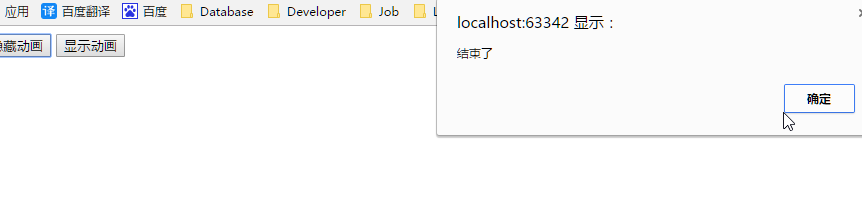 应用 译 百度翻译 百度 Database Developer Job
localhost:63342 显示：
结束了
确定
隐藏动画 显示动画